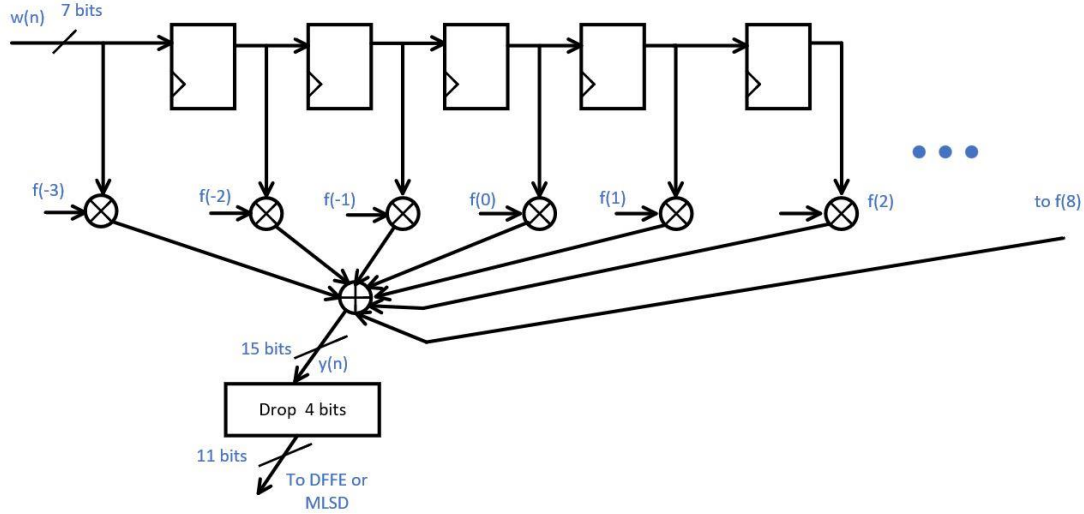 w(n)
7 bits
f(-3)
f(-2)
f(-1)
f(0)
f(1)
f(2)
to f(8)
15 bits
y(n)
Drop 4 bits
11 bits
To DFFE or
MLSD